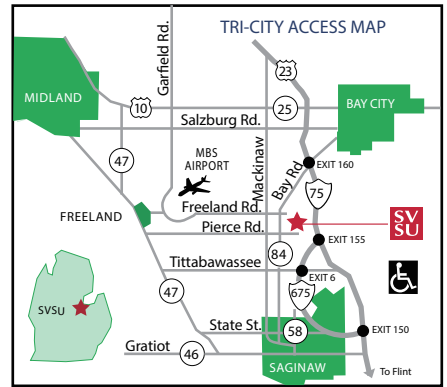 TRI-CITY ACCESS MAP
Garfield Rd.
23
MIDLAND
10
25
BAY CITY
Salzburg Rd.
47
MBS
AIRPORT
Mackinaw
Bay Rd.
EXIT 160
75
FREELAND
Freeland Rd.
SV
SU
Pierce Rd.
EXIT 155
84
Tittabawassee
EXIT 6
47
675
SVSU
State St.
58
EXIT 150
Gratiot
46
SAGINAW
To Flint